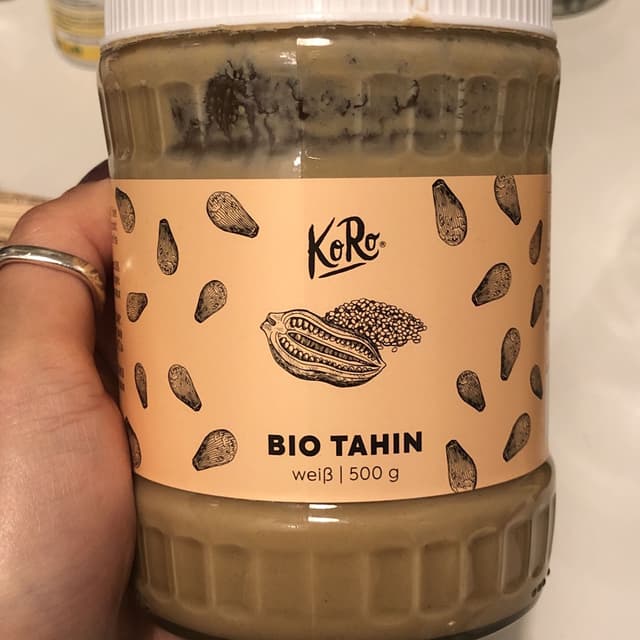 KoRo®
BIO TAHIN
weiß | 500 g